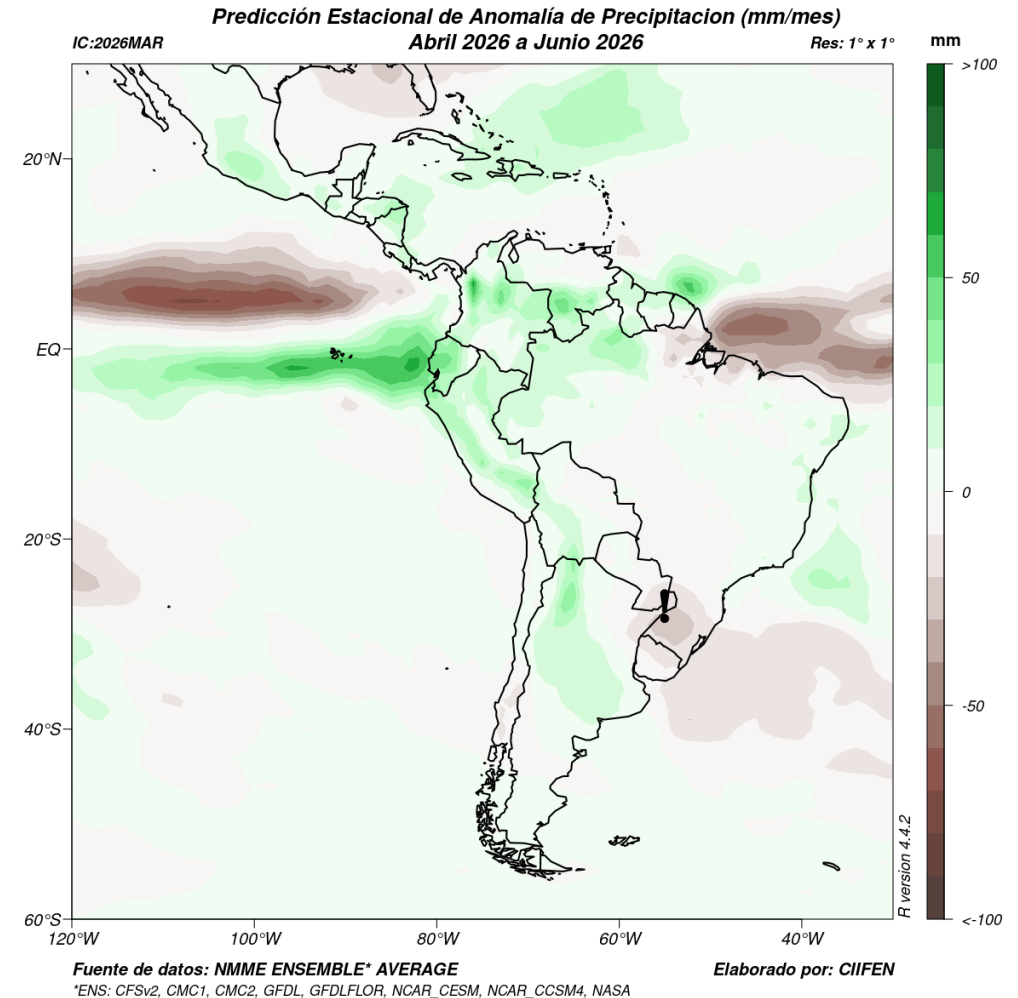 Predicción Estacional de Anomalía de Precipitacion (mm/mes)
IC:2026MAR
Abril 2026 a Junio 2026
Res: 1° x 1°
mm
>100
50
0
-50
<-100
20°N
EQ
20°S
40°S
60°S
120°W
100°W
80°W
60°W
40°W
R version 4.4.2
Fuente de datos: NMME ENSEMBLE* AVERAGE
Elaborado por: CIIFEN
*ENS: CFSv2, CMC1, CMC2, GFDL, GFDLFLOR, NCAR_CESM, NCAR_CCSM4, NASA